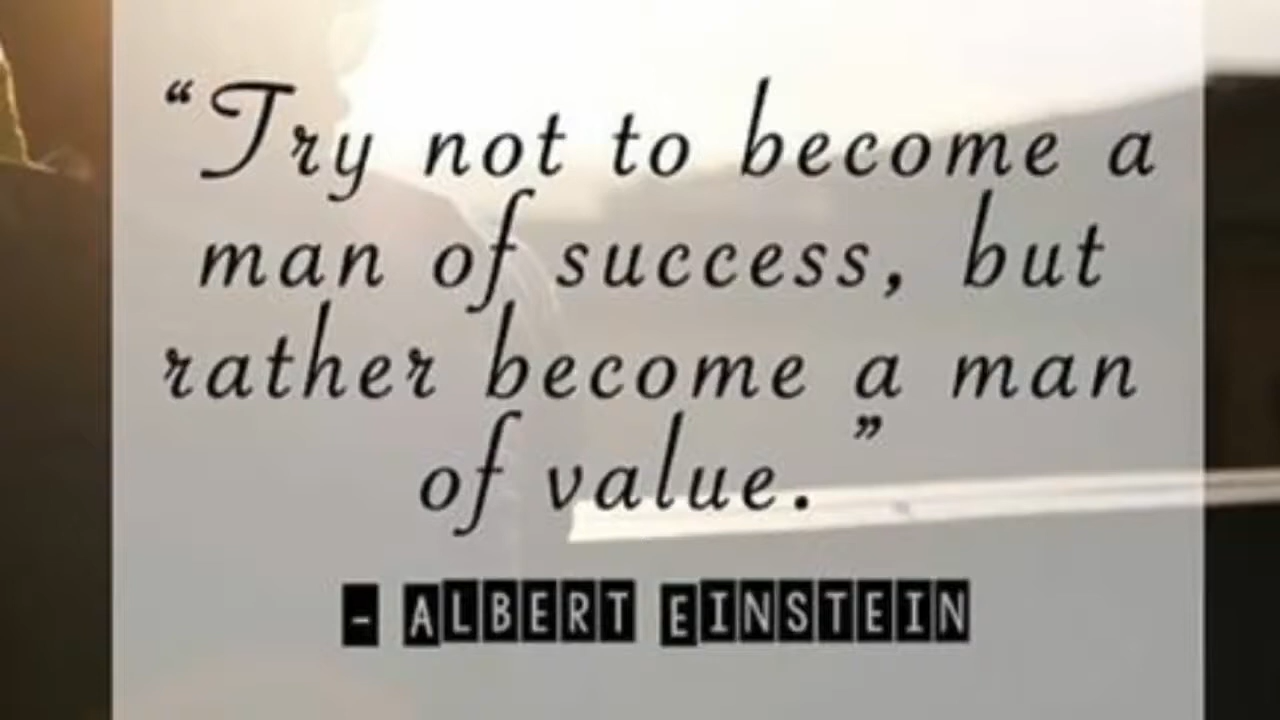 “Try not to become a
man of success, but
rather become a man
of value.”
- ALBERT EINSTEIN